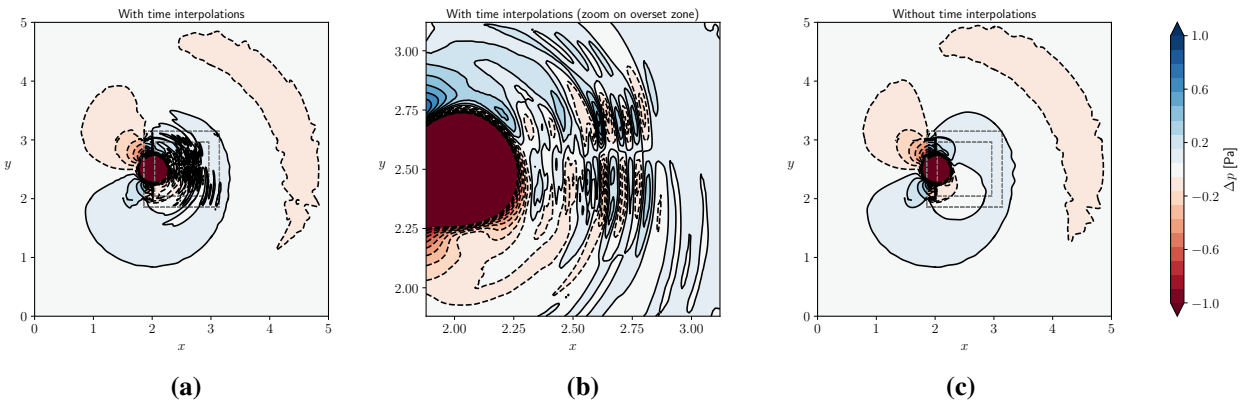 With time interpolations
5
4
3
2
1
0
y
0 1 2 3 4 5
x
(a)
With time interpolations (zoom on overset zone)
3.00
2.75
2.50
2.25
2.00
y
2.00 2.25 2.50 2.75 3.00
x
(b)
Without time interpolations
5
4
3
2
1
0
y
0 1 2 3 4 5
x
(c)
1.0
0.6
0.2
−0.2
−0.6
−1.0
Δp [Pa]